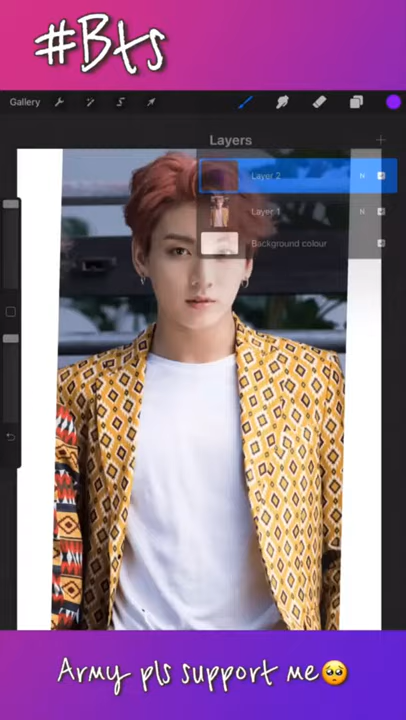 #Bts
Gallery
Layers
Layer 2 N
Layer 1 N
Background colour
Army pls support me🥺